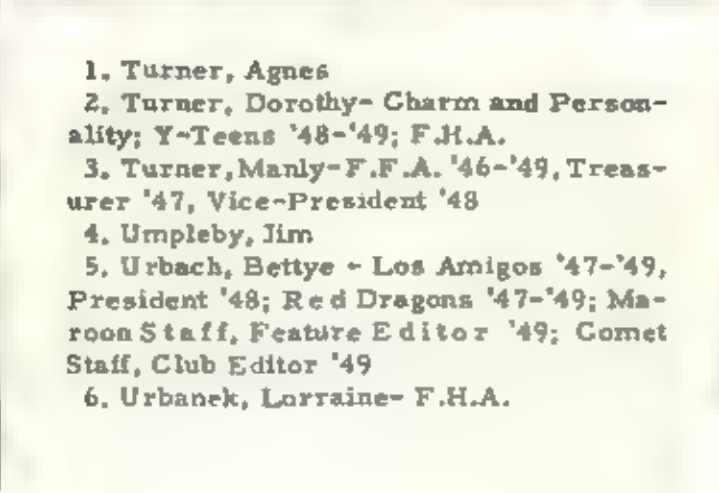 1. Turner, Agnes
2. Turner, Dorothy- Charm and Person-
ality; Y-Teens '48-'49; F.H.A.
3. Turner, Manly- F.F.A. '46-'49, Treas-
urer '47, Vice-President '48
4. Umpleby, Jim
5. Urbach, Bettye - Los Amigos '47-'49,
President '48; Red Dragons '47-'49; Ma-
roon Staff, Feature Editor '49; Comet
Staff, Club Editor '49
6. Urbanek, Lorraine- F.H.A.